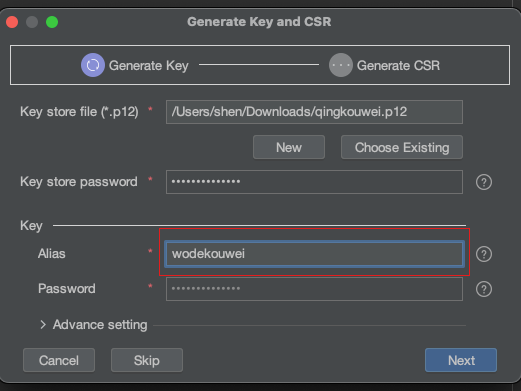 Generate Key and CSR
Generate Key
Generate CSR
Key store file (*.p12) * /Users/shen/Downloads/qingkouwei.p12
New Choose Existing
Key store password * •••••••••••••• ?
Key
Alias * wodekouwei ?
Password * •••••••••••••• ?
Advance setting
Cancel Skip Next